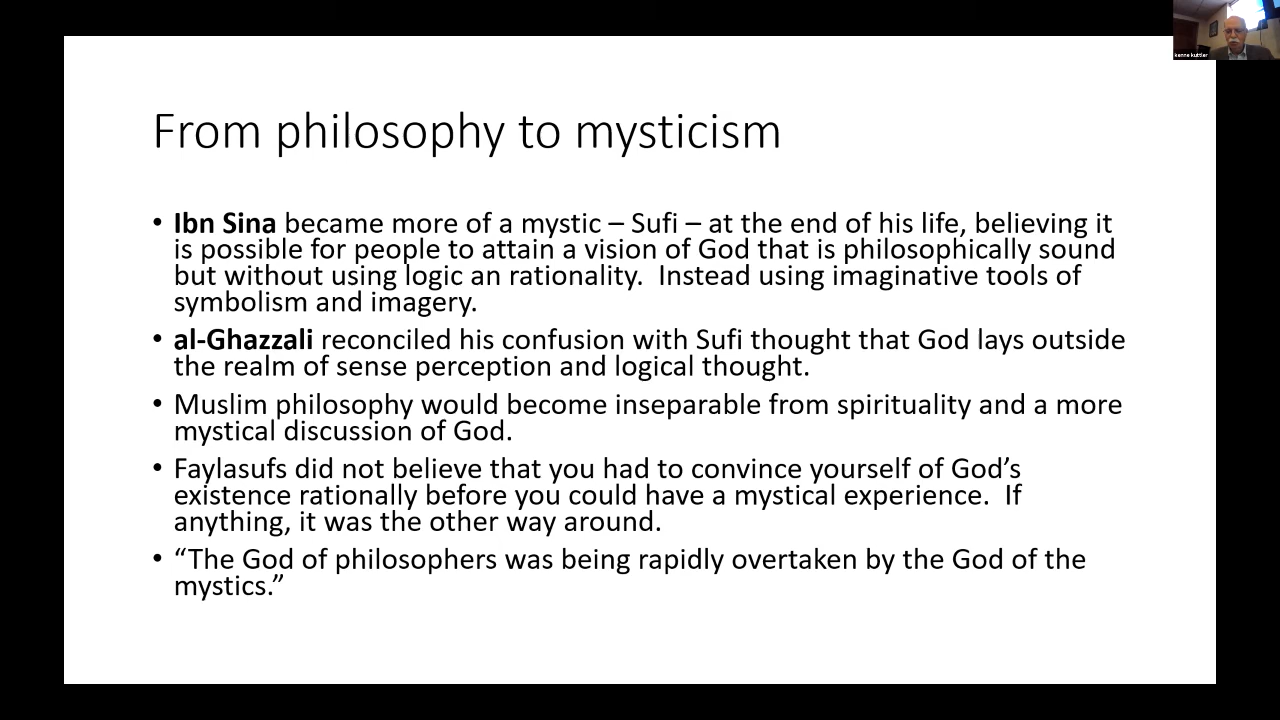 kenne kuttler
From philosophy to mysticism
• Ibn Sina became more of a mystic – Sufi – at the end of his life, believing it
is possible for people to attain a vision of God that is philosophically sound
but without using logic an rationality.  Instead using imaginative tools of
symbolism and imagery.
• al-Ghazzali reconciled his confusion with Sufi thought that God lays outside
the realm of sense perception and logical thought.
• Muslim philosophy would become inseparable from spirituality and a more
mystical discussion of God.
• Faylasufs did not believe that you had to convince yourself of God’s
existence rationally before you could have a mystical experience.  If
anything, it was the other way around.
• “The God of philosophers was being rapidly overtaken by the God of the
mystics.”